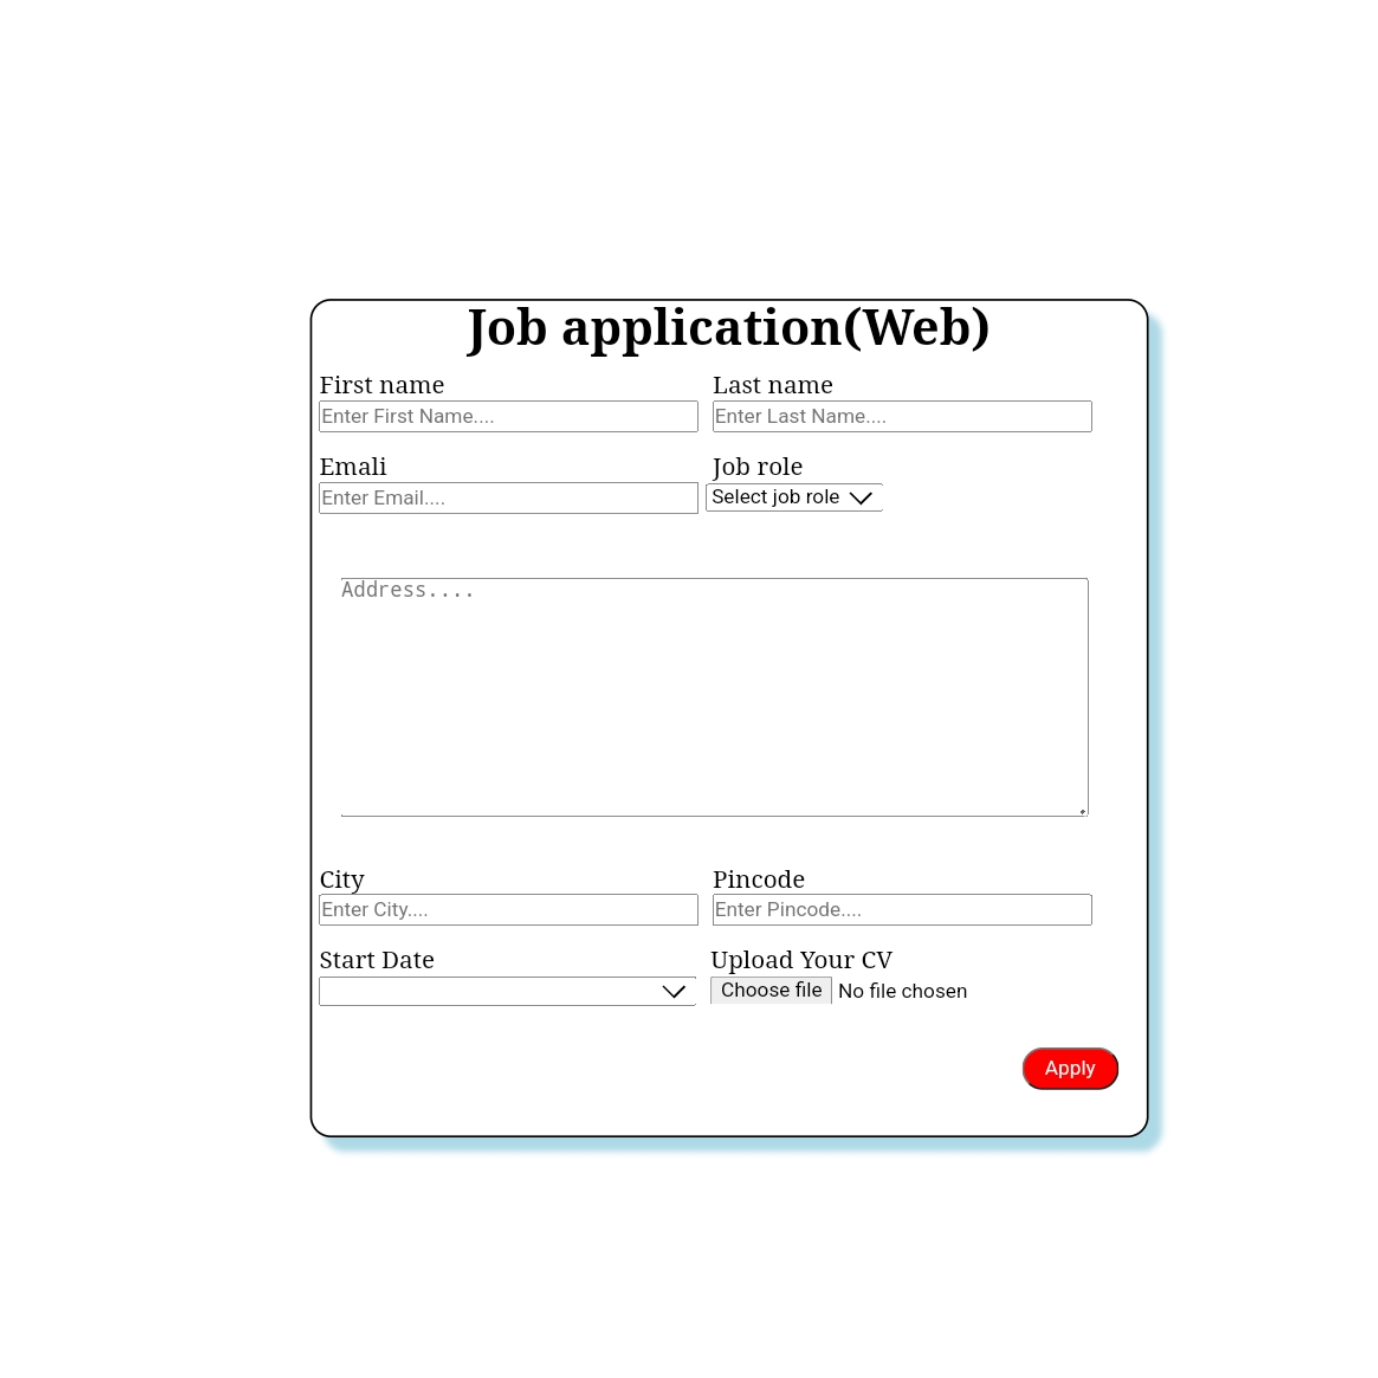 Job application(Web)
First name Last name
Enter First Name.... Enter Last Name....
Emali Job role
Enter Email.... Select job role
Address....
City Pincode
Enter City.... Enter Pincode....
Start Date Upload Your CV
Choose file No file chosen
Apply